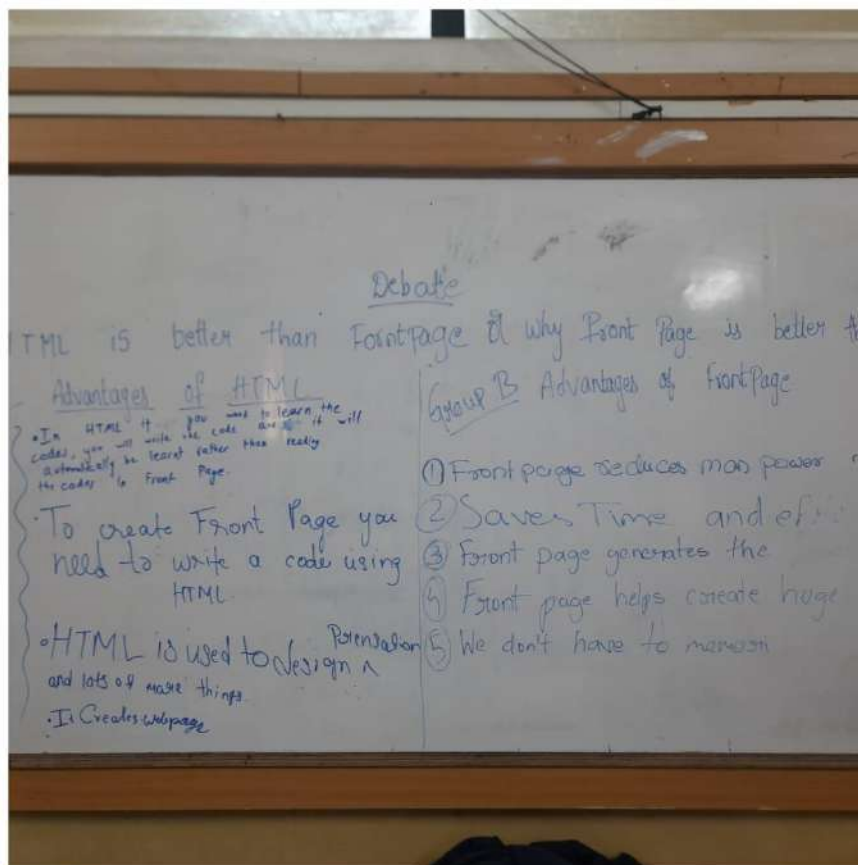 Debate
HTML is better than FrontPage & why Front Page is better
Advantages of HTML
• In HTML if you want to learn the
codes, you will write the code and it will
automatically be learnt rather than reading
the codes in Front Page.
• To create Front Page you
need to write a code using
HTML.
• HTML is used to design ^ Presentation
and lots of more things.
• It Creates webpage
Group B Advantages of FrontPage
① Frontpage reduces man power
② Saves Time and
③ Front page generates the
④ Front page helps create huge
⑤ We don't have to